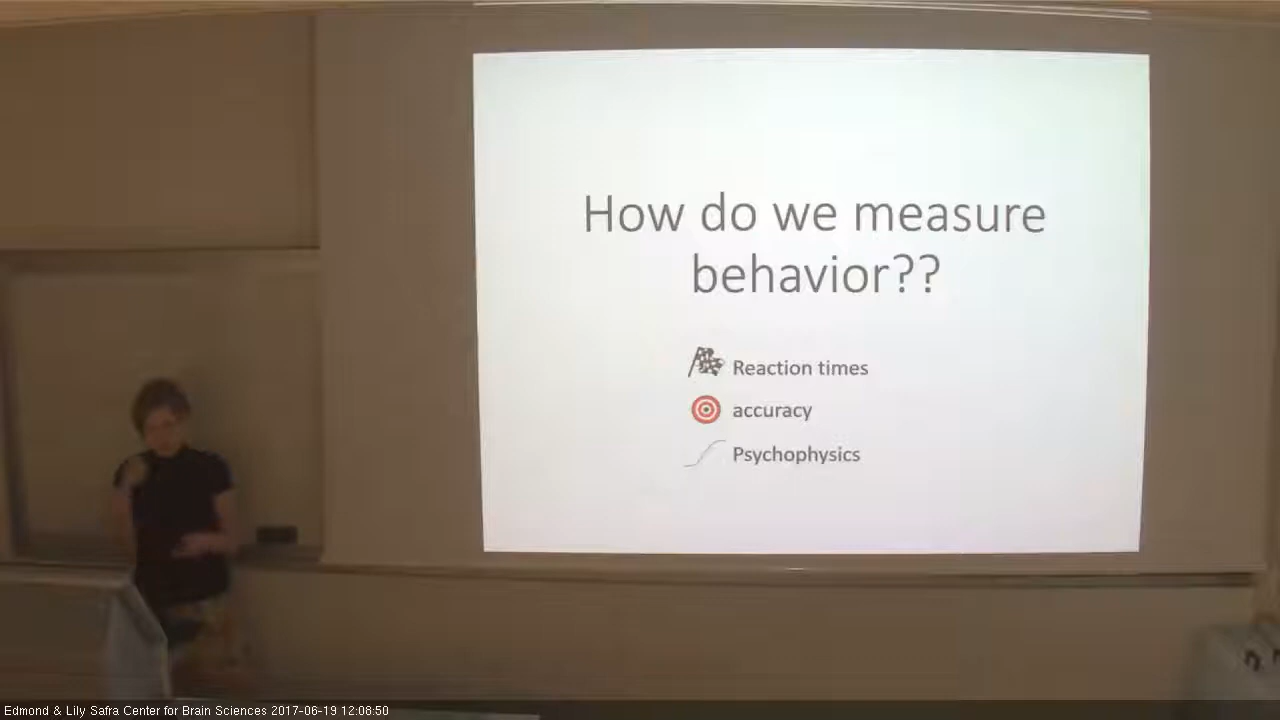 How do we measure
behavior??
Reaction times
accuracy
Psychophysics
Edmond & Lily Safra Center for Brain Sciences 2017-06-19 12:08:50